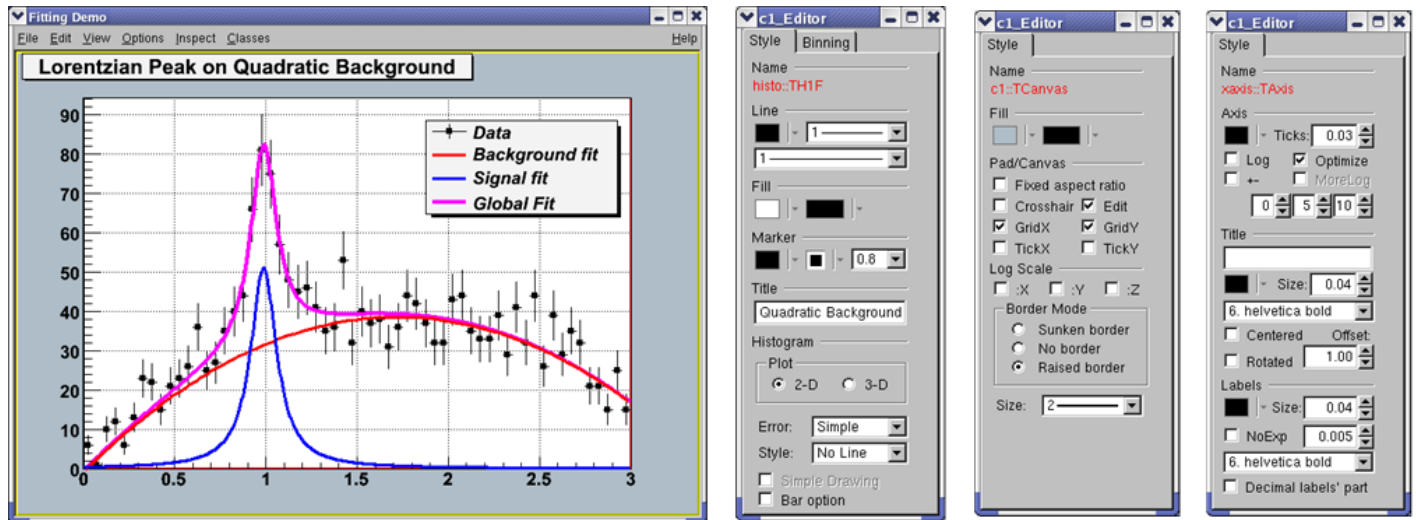 Fitting Demo
File Edit View Options Inspect Classes Help
Lorentzian Peak on Quadratic Background
90
80
70
60
50
40
30
20
10
0
0 0.5 1 1.5 2 2.5 3
Data
Background fit
Signal fit
Global Fit
c1_Editor
Style Binning
Name
histo::TH1F
Line
1
1
Fill
Marker
0.8
Title
Quadratic Background
Histogram
Plot
2-D 3-D
Error: Simple
Style: No Line
Simple Drawing
Bar option
c1_Editor
Style
Name
c1::TCanvas
Fill
Pad/Canvas
Fixed aspect ratio
Crosshair Edit
GridX GridY
TickX TickY
Log Scale
:X :Y :Z
Border Mode
Sunken border
No border
Raised border
Size: 2
c1_Editor
Style
Name
xaxis::TAxis
Axis
Ticks: 0.03
Log Optimize
+- MoreLog
0 5 10
Title
Size: 0.04
6. helvetica bold
Centered Offset:
Rotated 1.00
Labels
Size: 0.04
NoExp 0.005
6. helvetica bold
Decimal labels' part